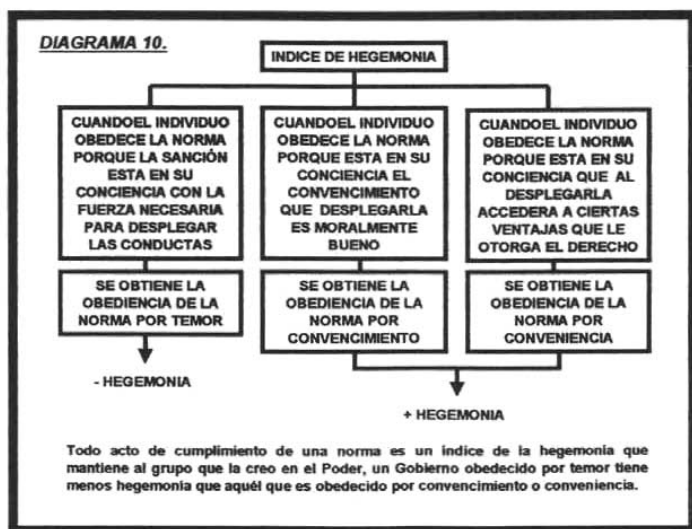 DIAGRAMA 10.
INDICE DE HEGEMONIA
CUANDOEL INDIVIDUO
OBEDECE LA NORMA
PORQUE LA SANCIÓN
ESTA EN SU
CONCIENCIA CON LA
FUERZA NECESARIA
PARA DESPLEGAR
LAS CONDUCTAS
CUANDOEL INDIVIDUO
OBEDECE LA NORMA
PORQUE ESTA EN SU
CONCIENCIA EL
CONVENCIMIENTO
QUE DESPLEGARLA
ES MORALMENTE
BUENO
CUANDOEL INDIVIDUO
OBEDECE LA NORMA
PORQUE ESTA EN SU
CONCIENCIA QUE AL
DESPLEGARLA
ACCEDERA A CIERTAS
VENTAJAS QUE LE
OTORGA EL DERECHO
SE OBTIENE LA
OBEDIENCIA DE LA
NORMA POR TEMOR
SE OBTIENE LA
OBEDIENCIA DE LA
NORMA POR
CONVENCIMIENTO
SE OBTIENE LA
OBEDIENCIA DE LA
NORMA POR
CONVENIENCIA
- HEGEMONIA
+ HEGEMONIA
Todo acto de cumplimiento de una norma es un índice de la hegemonía que
mantiene al grupo que la creo en el Poder, un Gobierno obedecido por temor tiene
menos hegemonía que aquél que es obedecido por convencimiento o conveniencia.